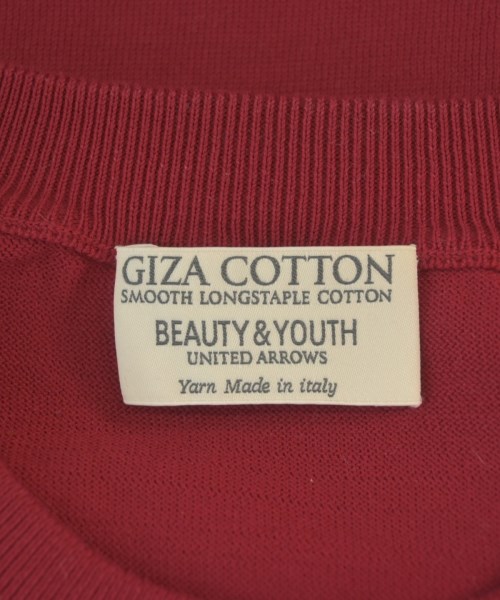 GIZA COTTON
SMOOTH LONGSTAPLE COTTON
BEAUTY&YOUTH
UNITED ARROWS
Yarn Made in italy